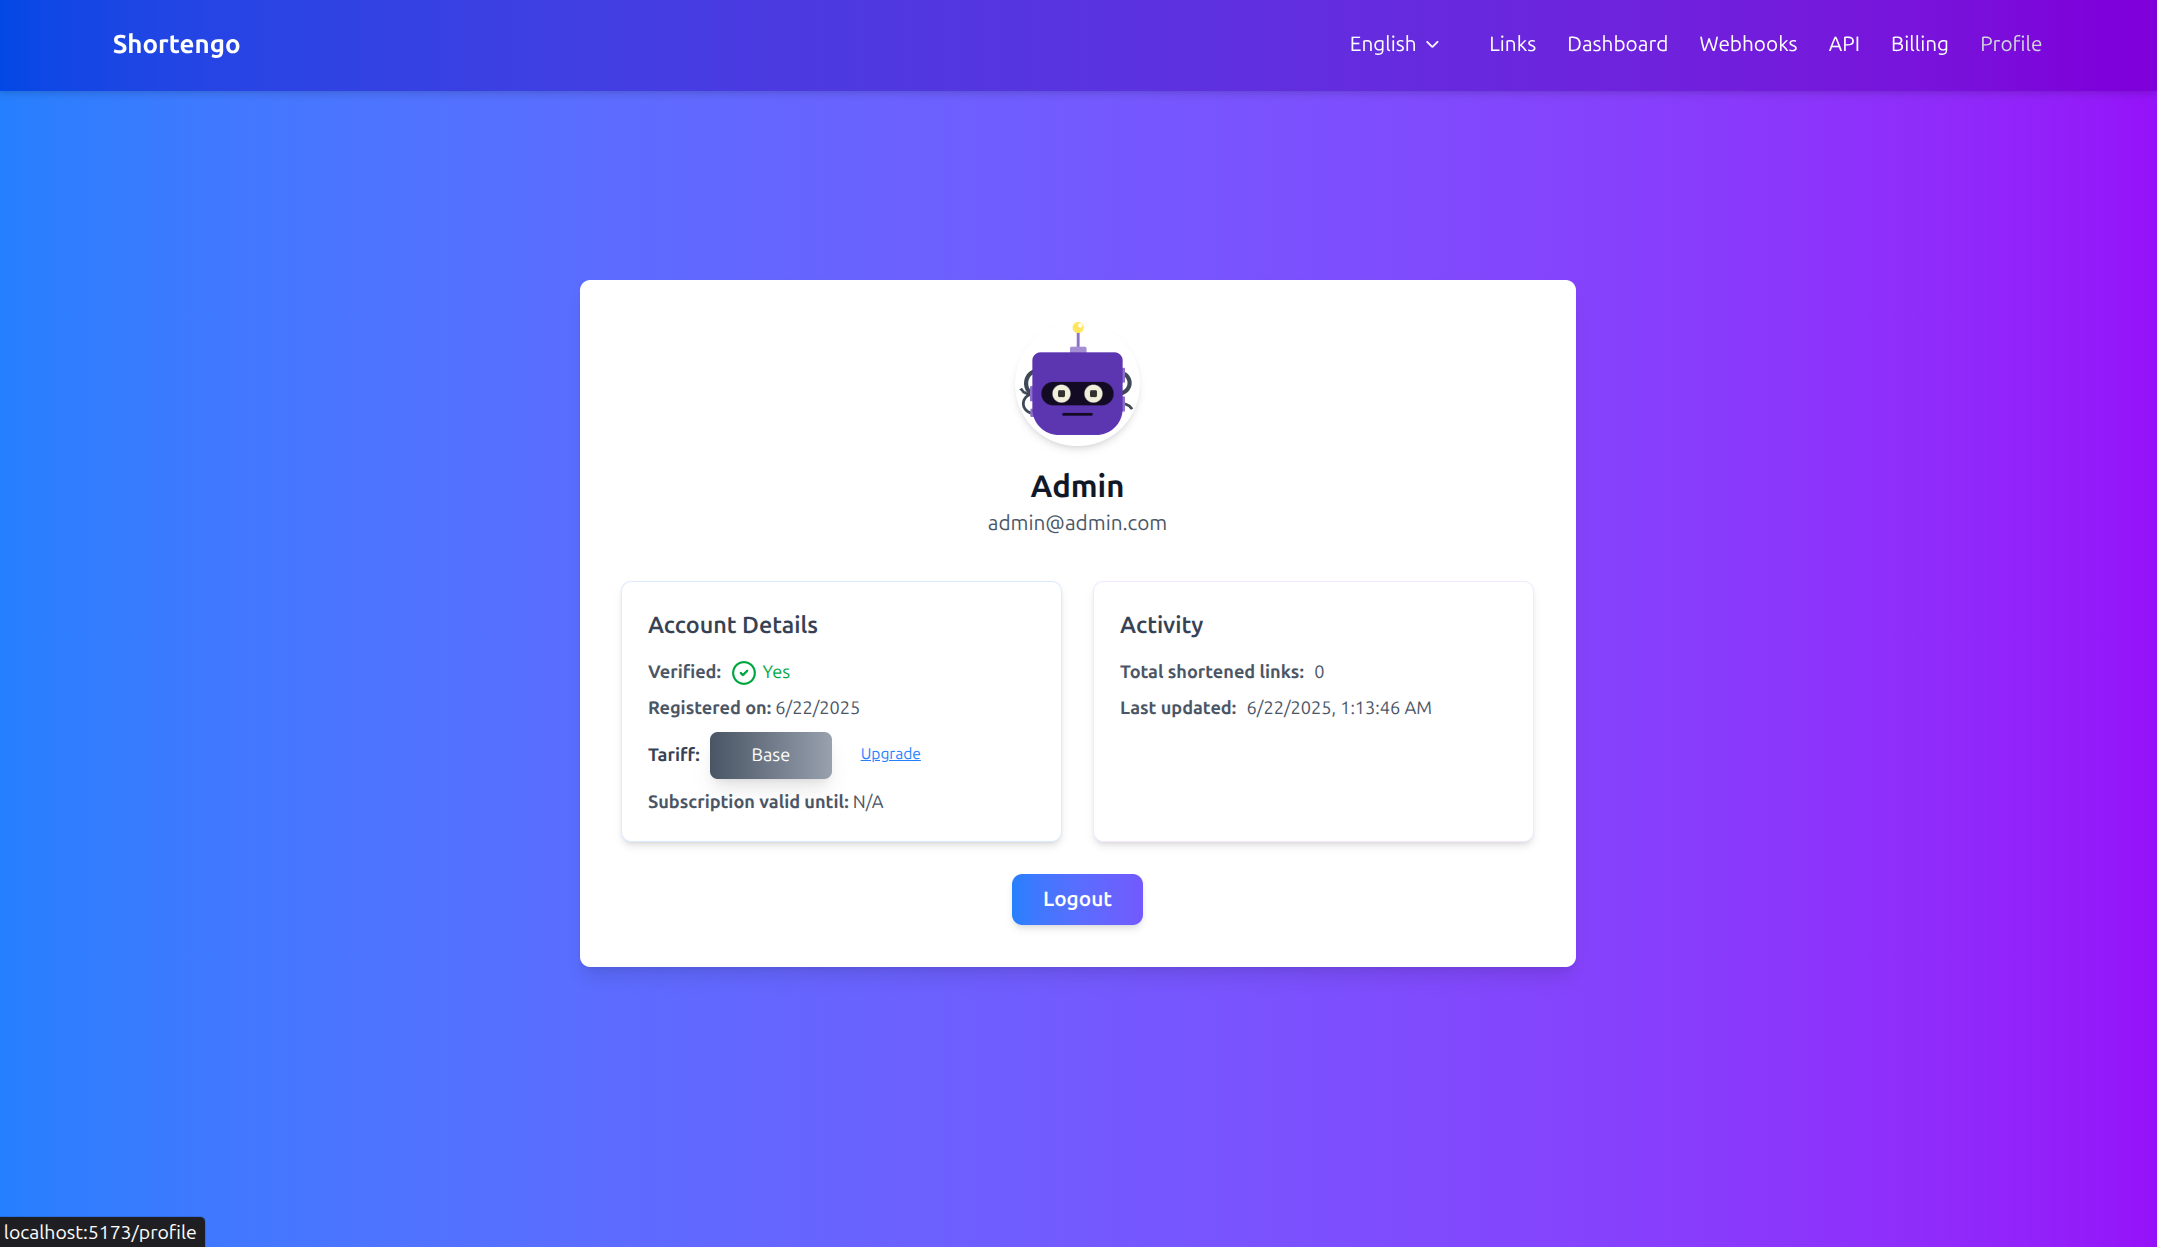 Shortengo
English Links Dashboard Webhooks API Billing Profile
Admin
admin@admin.com
Account Details
Verified: Yes
Registered on: 6/22/2025
Tariff: Base Upgrade
Subscription valid until: N/A
Activity
Total shortened links: 0
Last updated: 6/22/2025, 1:13:46 AM
Logout
localhost:5173/profile